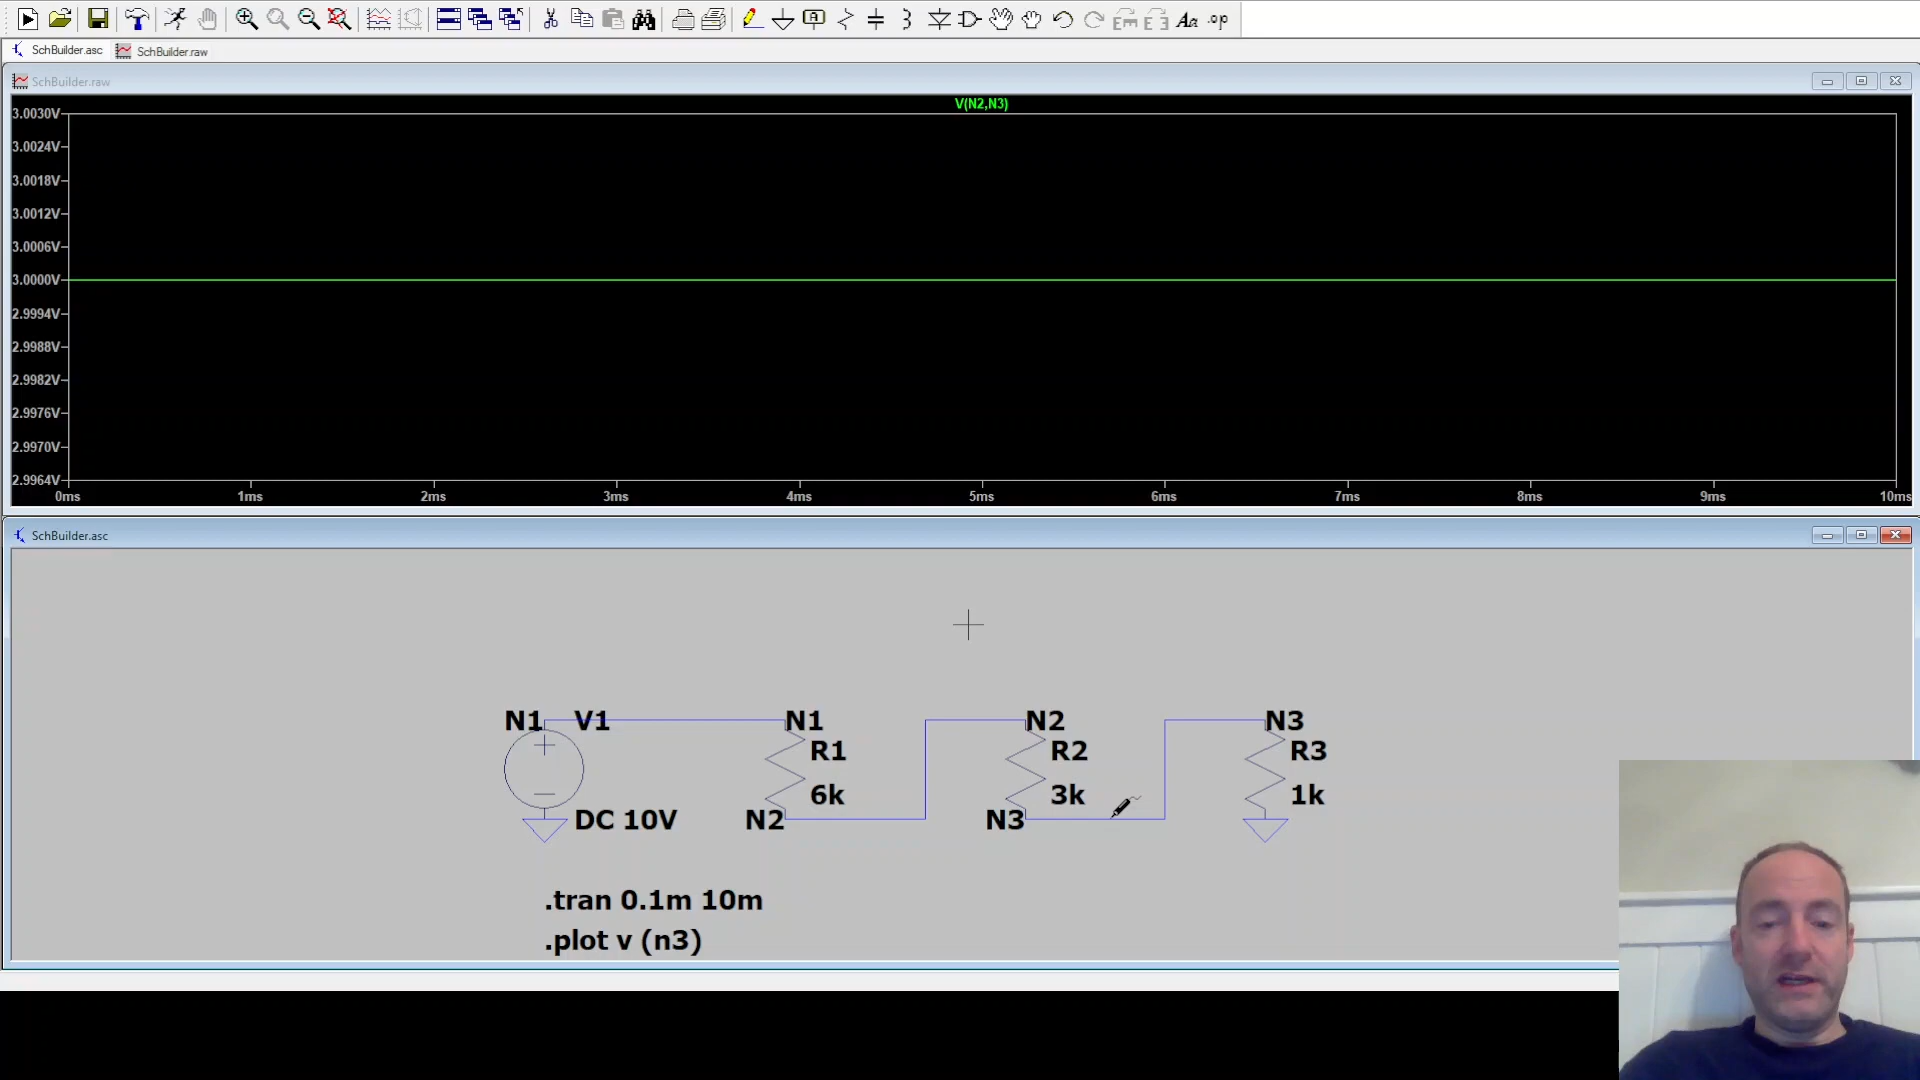 SchBuilder.asc SchBuilder.raw
SchBuilder.raw
V(N2,N3)
3.0030V
3.0024V
3.0018V
3.0012V
3.0006V
3.0000V
2.9994V
2.9988V
2.9982V
2.9976V
2.9970V
2.9964V
0ms 1ms 2ms 3ms 4ms 5ms 6ms 7ms 8ms 9ms 10ms
SchBuilder.asc
N1 V1 N1 N2 N3
R1 R2 R3
6k 3k 1k
DC 10V N2 N3
.tran 0.1m 10m
.plot v (n3)